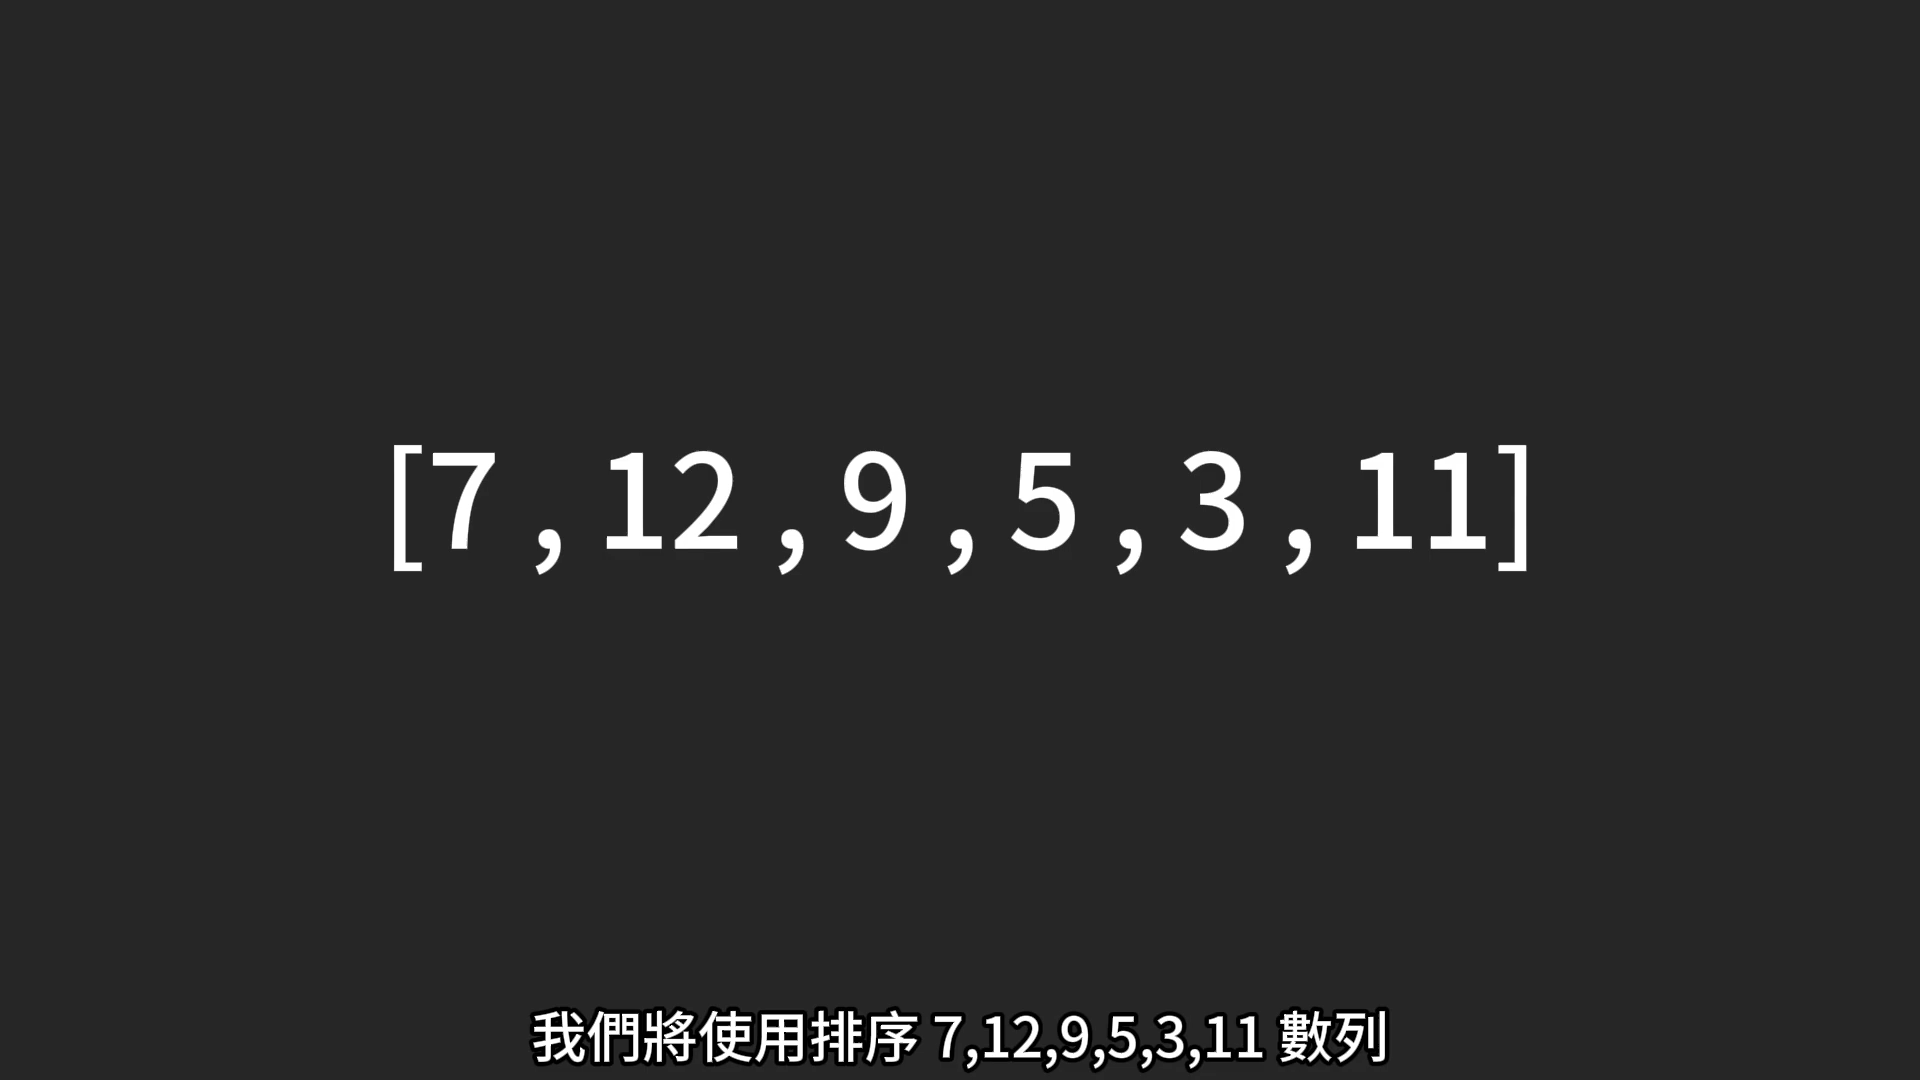 [7 , 12 , 9 , 5 , 3 , 11]
我們將使用排序 7,12,9,5,3,11 數列